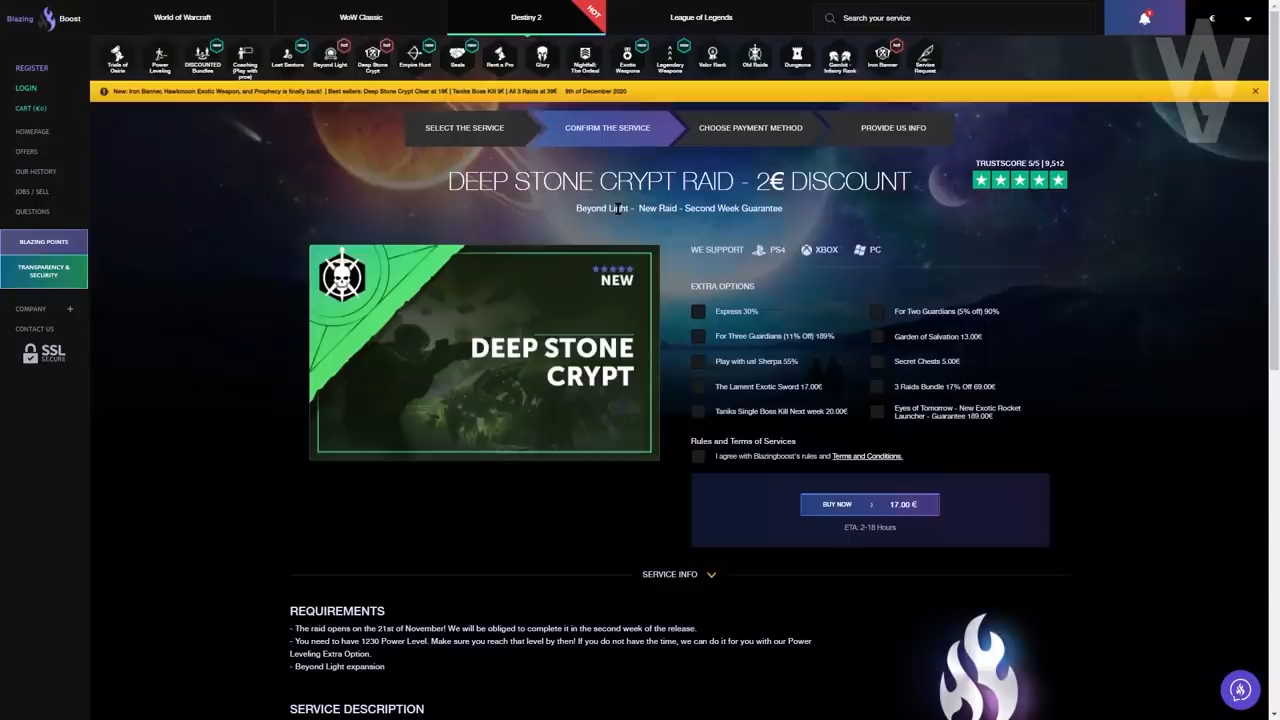 Blazing Boost
World of Warcraft
WoW Classic
Destiny 2
HOT
League of Legends
Search your service
€
Trials of Osiris
Power Leveling
DISCOUNTED Bundles
new
Coaching (Play with pros)
Lost Sectors
new
Beyond Light
hot
Deep Stone Crypt
hot
Empire Hunt
new
Seals
new
Rent a Pro
Glory
Nightfall: The Ordeal
Exotic Weapons
new
Legendary Weapons
new
Valor Rank
Old Raids
Dungeons
Gambit - Infamy Rank
Iron Banner
hot
Service Request
REGISTER
LOGIN
CART (€0)
HOMEPAGE
OFFERS
OUR HISTORY
JOBS / SELL
QUESTIONS
BLAZING POINTS
TRANSPARENCY &
SECURITY
COMPANY +
CONTACT US
SSL
SECURE
New: Iron Banner, Hawkmoon Exotic Weapon, and Prophecy is finally back! | Best sellers: Deep Stone Crypt Clear at 19€ | Taniks Boss Kill 9€ | All 3 Raids at 39€ 9th of December 2020
SELECT THE SERVICE
CONFIRM THE SERVICE
CHOOSE PAYMENT METHOD
PROVIDE US INFO
TRUSTSCORE 5/5 | 9,512
DEEP STONE CRYPT RAID - 2€ DISCOUNT
Beyond Light - New Raid - Second Week Guarantee
NEW
DEEP STONE
CRYPT
WE SUPPORT PS4 XBOX PC
EXTRA OPTIONS
Express 30%
For Two Guardians (5% off) 90%
For Three Guardians (11% Off) 189%
Garden of Salvation 13.00€
Play with us! Sherpa 55%
Secret Chests 5.00€
The Lament Exotic Sword 17.00€
3 Raids Bundle 17% Off 69.00€
Taniks Single Boss Kill Next week 20.00€
Eyes of Tomorrow - New Exotic Rocket
Launcher - Guarantee 189.00€
Rules and Terms of Services
I agree with Blazingboost's rules and Terms and Conditions.
BUY NOW 17.00 €
ETA: 2-18 Hours
SERVICE INFO
REQUIREMENTS
- The raid opens on the 21st of November! We will be obliged to complete it in the second week of the release.
- You need to have 1230 Power Level. Make sure you reach that level by then! If you do not have the time, we can do it for you with our Power
Leveling Extra Option.
- Beyond Light expansion
SERVICE DESCRIPTION